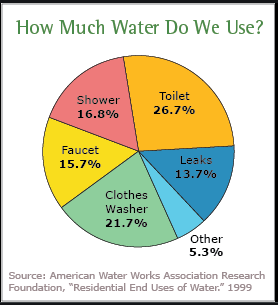 How Much Water Do We Use?
Shower
16.8%
Toilet
26.7%
Faucet
15.7%
Leaks
13.7%
Clothes
Washer
21.7%
Other
5.3%
Source: American Water Works Association Research
Foundation, “Residential End Uses of Water.” 1999